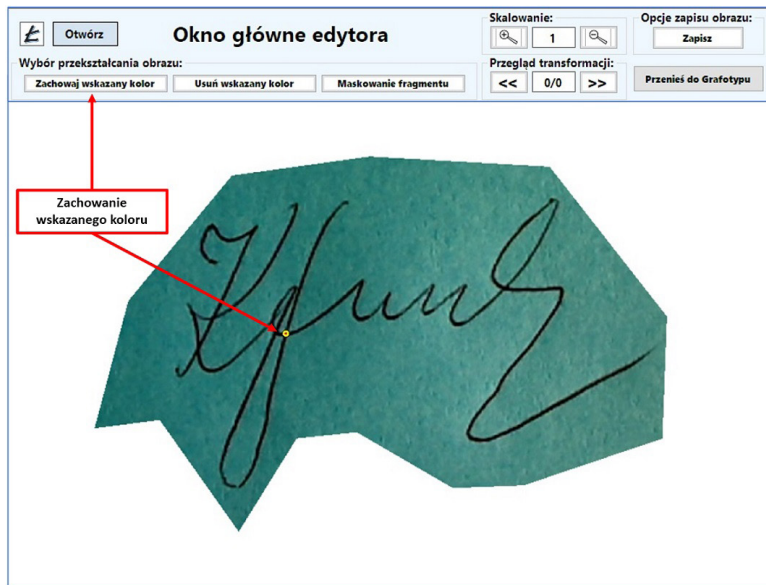 Otwórz
Okno główne edytora
Skalowanie:
1
Opcje zapisu obrazu:
Zapisz
Wybór przekształcania obrazu:
Zachowaj wskazany kolor
Usuń wskazany kolor
Maskowanie fragmentu
Przegląd transformacji:
<<
0/0
>>
Przenieś do Grafotypu
Zachowanie
wskazanego koloru